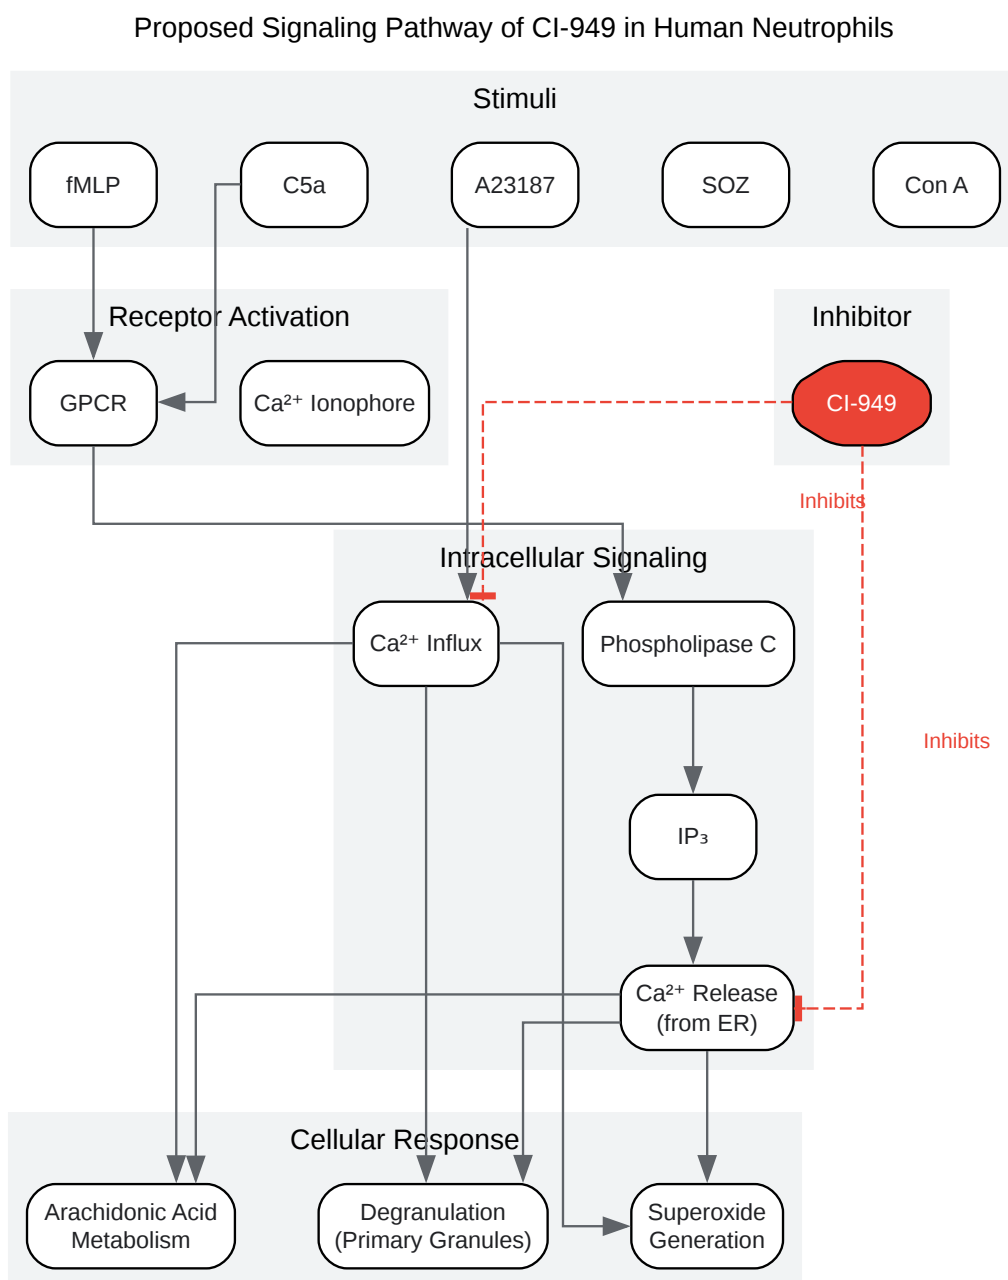 Proposed Signaling Pathway of CI-949 in Human Neutrophils
Stimuli
fMLP
C5a
A23187
SOZ
Con A
Receptor Activation
Inhibitor
GPCR
Ca²⁺ Ionophore
CI-949
Inhibits
Intracellular Signaling
Ca²⁺ Influx
Phospholipase C
Inhibits
IP₃
Ca²⁺ Release
(from ER)
Cellular Response
Arachidonic Acid
Metabolism
Degranulation
(Primary Granules)
Superoxide
Generation